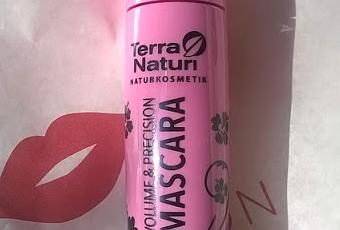 Terra
Naturi
NATURKOSMETIK
VOLUME & PRECISION
MASCARA